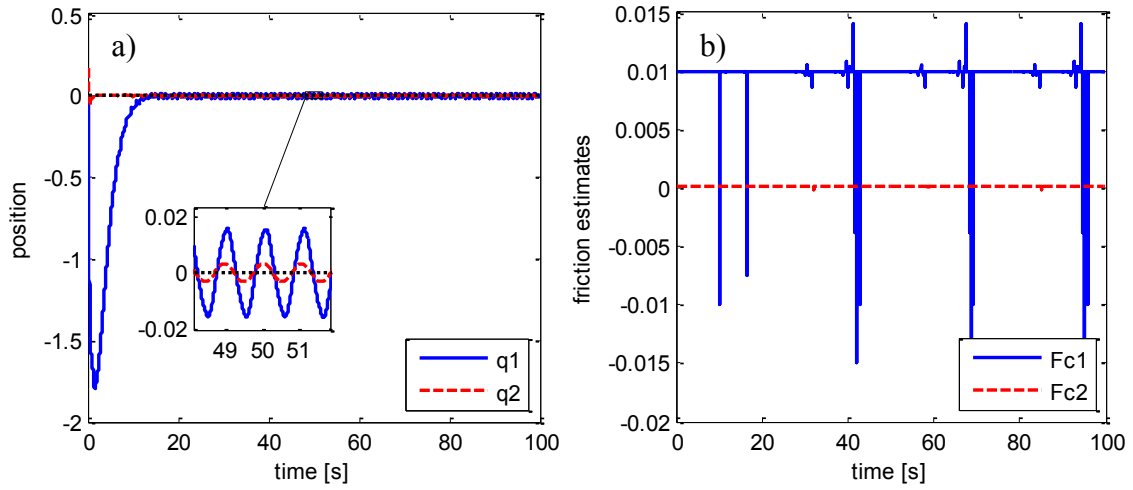 a)
0.5
0
-0.5
-1
-1.5
-2
position
0.02
0
-0.02
49 50 51
q1
q2
0 20 40 60 80 100
time [s]
b)
0.015
0.01
0.005
0
-0.005
-0.01
-0.015
-0.02
friction estimates
Fc1
Fc2
0 20 40 60 80 100
time [s]